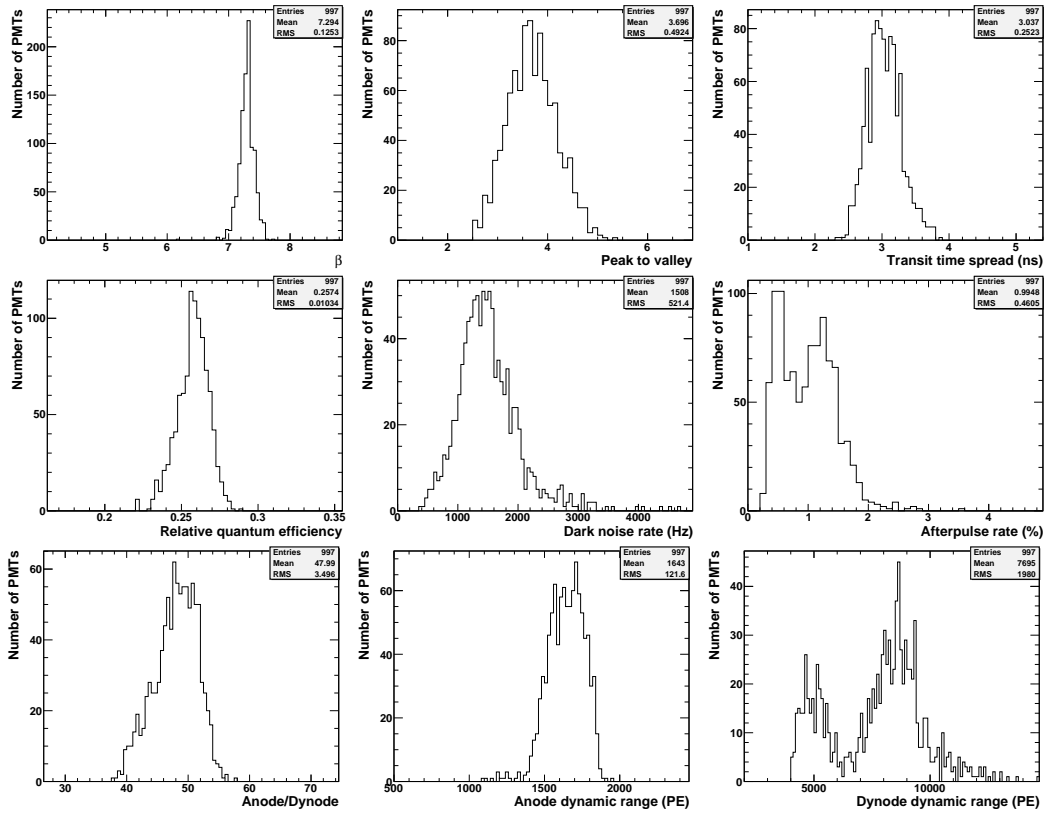 Number of PMTs
Entries 997
Mean 7.294
RMS 0.1253
200
150
100
50
0
5 6 7 8
β
Number of PMTs
Entries 997
Mean 3.696
RMS 0.4924
80
60
40
20
0
2 4 6
Peak to valley
Number of PMTs
Entries 997
Mean 3.037
RMS 0.2523
80
60
40
20
0
1 2 3 4 5
Transit time spread (ns)
Number of PMTs
Entries 997
Mean 0.2574
RMS 0.01034
100
50
0
0.2 0.25 0.3 0.35
Relative quantum efficiency
Number of PMTs
Entries 997
Mean 1508
RMS 521.4
40
20
0
0 1000 2000 3000 4000
Dark noise rate (Hz)
Number of PMTs
Entries 997
Mean 0.9948
RMS 0.4605
100
50
0
0 1 2 3 4
Afterpulse rate (%)
Number of PMTs
Entries 997
Mean 47.99
RMS 3.496
60
40
20
0
30 40 50 60 70
Anode/Dynode
Number of PMTs
Entries 997
Mean 1643
RMS 121.6
60
40
20
0
500 1000 1500 2000
Anode dynamic range (PE)
Number of PMTs
Entries 997
Mean 7695
RMS 1980
40
30
20
10
0
5000 10000
Dynode dynamic range (PE)